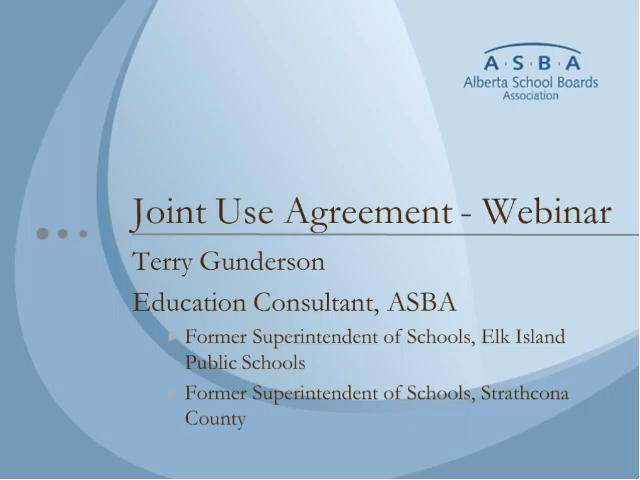 A·S·B·A
Alberta School Boards
Association
Joint Use Agreement - Webinar
Terry Gunderson
Education Consultant, ASBA
Former Superintendent of Schools, Elk Island
Public Schools
Former Superintendent of Schools, Strathcona
County